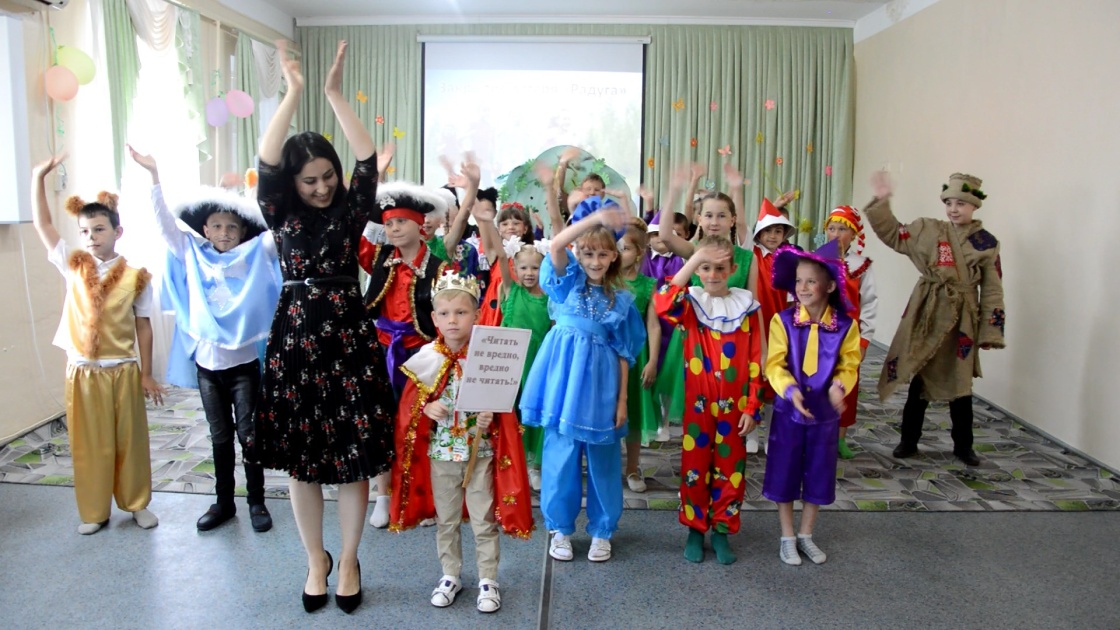 Радуга»
«Читать
не вредно,
вредно
не читать!»